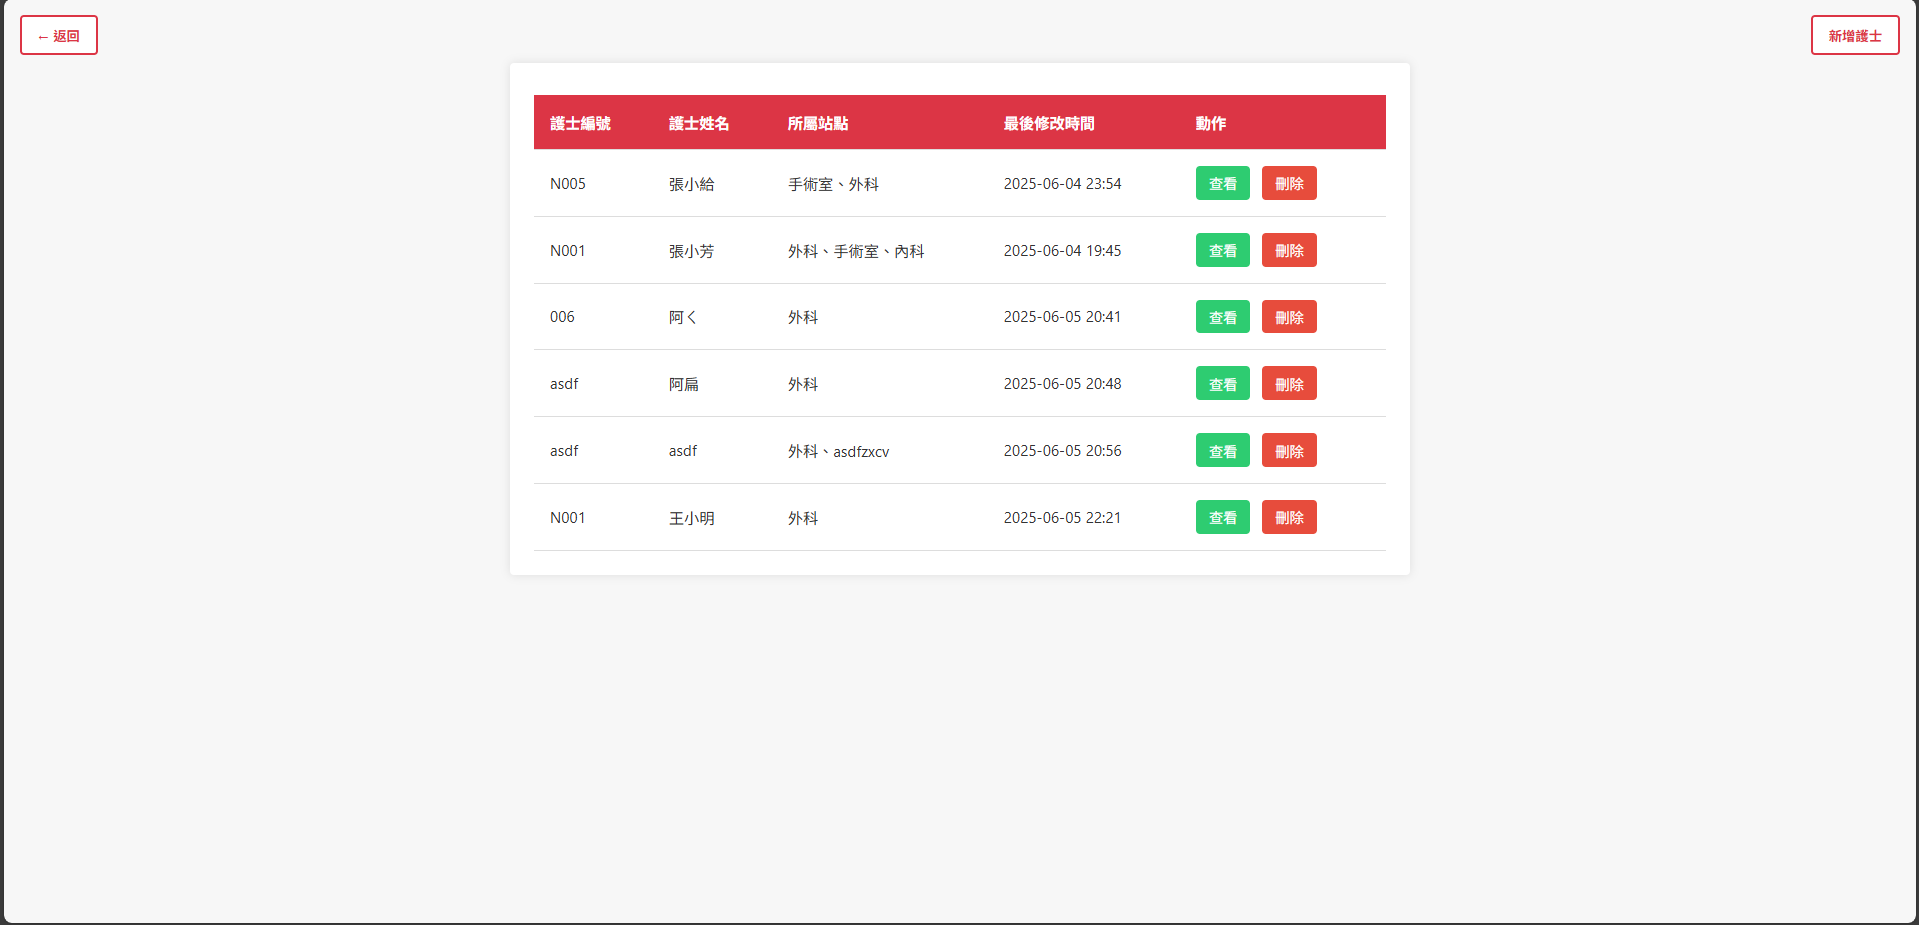 ← 返回
新增護士
護士編號 護士姓名 所屬站點 最後修改時間 動作
N005 張小給 手術室、外科 2025-06-04 23:54 查看 刪除
N001 張小芳 外科、手術室、內科 2025-06-04 19:45 查看 刪除
006 阿ㄑ 外科 2025-06-05 20:41 查看 刪除
asdf 阿扁 外科 2025-06-05 20:48 查看 刪除
asdf asdf 外科、asdfzxcv 2025-06-05 20:56 查看 刪除
N001 王小明 外科 2025-06-05 22:21 查看 刪除